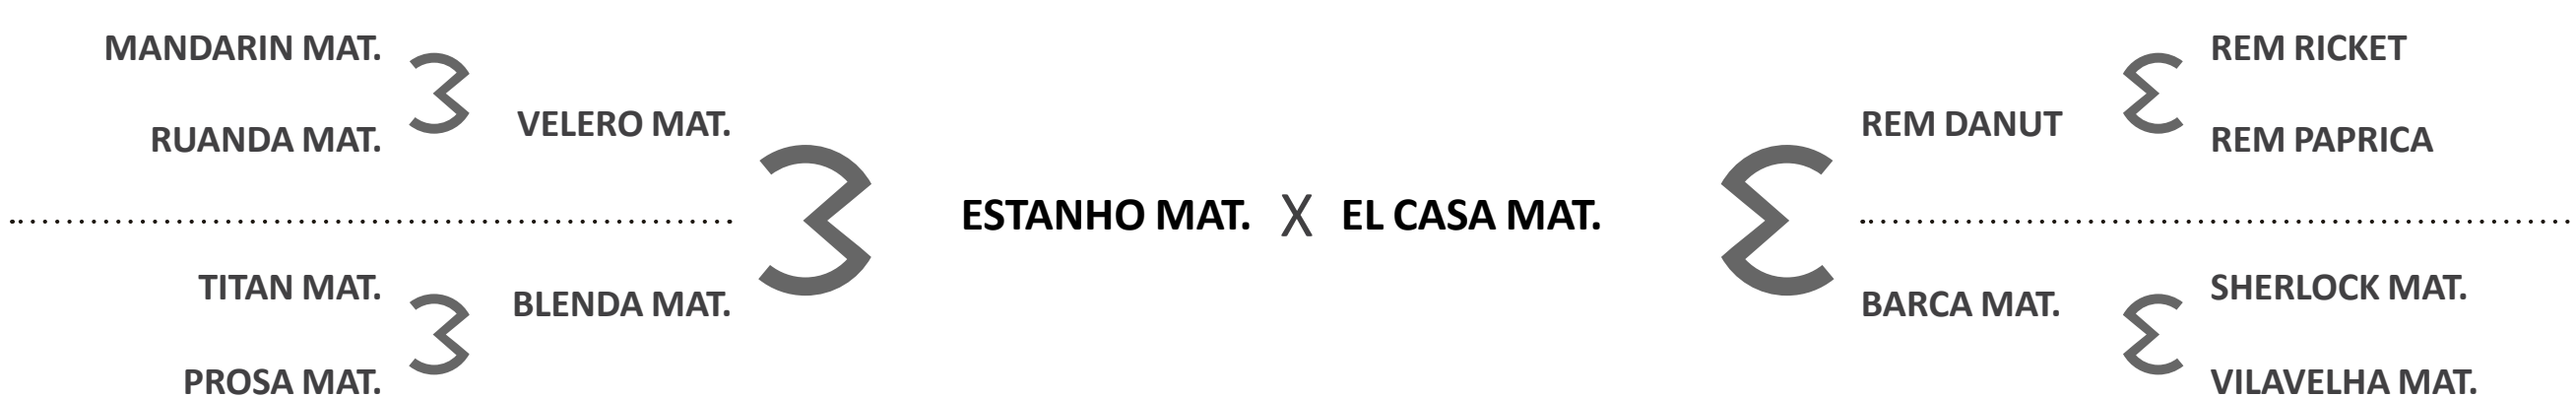 MANDARIN MAT.
RUANDA MAT.
VELERO MAT.
TITAN MAT.
PROSA MAT.
BLENDA MAT.
ESTANHO MAT. X EL CASA MAT.
REM DANUT
REM RICKET
REM PAPRICA
BARCA MAT.
SHERLOCK MAT.
VILAVELHA MAT.